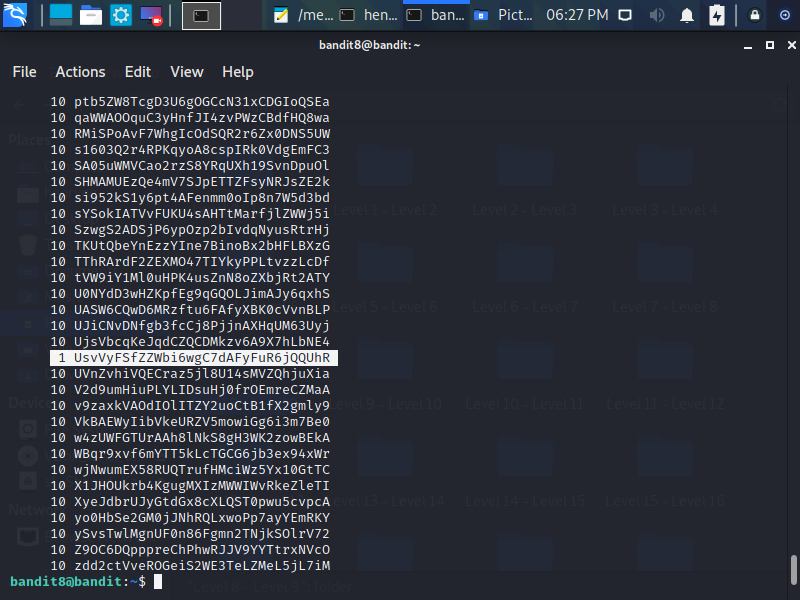 /me... hen... ban... Pict... 06:27 PM
bandit8@bandit: ~
File Actions Edit View Help
10 ptb5ZW8TcgD3U6gOGCcN31xCDGIoQSEa
10 qaWWAOOquC3yHnfJI4zvPWzCBdfHQ8wa
10 RMiSPoAvF7WhgIcOdSQR2r6Zx0DNS5UW
10 s1603Q2r4RPKqyoA8cspIRk0VdgEmFC3
10 SA05uWMVCao2rzS8YRqUXh19SvnDpuOl
10 SHMAMUEzQe4mV7SJpETTZFsyNRJsZE2k
10 si952kS1y6pt4AFenmm0oIp8n7W5d3bd
10 sYSokIATVvFUKU4sAHTtMarfjlZWWj5i
10 SzwgS2ADSjP6ypOzp2bIvdqNyusRtrHj
10 TKUtQbeYnEzzYIne7BinoBx2bHFLBXzG
10 TThRArdF2ZEXMO47TIYkyPPLtvzzLcDf
10 tVW9iY1Ml0uHPK4usZnN8oZXbjRt2ATY
10 U0NYdD3wHZKpfEg9qGQOLJimAJy6qxhS
10 UASW6CQwD6MRzftu6FAfyXBK0cVvnBLP
10 UJiCNvDNfgb3fcCj8PjjnAXHqUM63Uyj
10 UjsVbcqKeJqdCZQCDMkzv6A9X7hLbNE4
1 UsvVyFSfZZWbi6wgC7dAFyFuR6jQQUhR
10 UVnZvhiVQECraz5jl8U14sMVZQhjuXia
10 V2d9umHiuPLYLIDsuHj0frOEmreCZMaA
10 v9zaxkVAOdIOlITZY2uoCtB1fX2gmly9
10 VkBAEWyIibVkeURZV5mowiGg6i3m7Be0
10 w4zUWFGTUrAAh8lNkS8gH3WK2zowBEkA
10 WBqr9xvf6mYTT5kLcTGCG6jb3ex94xWr
10 wjNwumEX58RUQTrufHMciWz5Yx10GtTC
10 X1JHOUkrb4KgugMXIzMWWIWvRkeZleTI
10 XyeJdbrUJyGtdGx8cXLQST0pwu5cvpcA
10 yo0HbSe2GM0jJNhRQLxwoPp7ayYEmRKY
10 ySvsTwlMgnUF0n86Fgmn2TNjkSOlrV72
10 Z9OC6DQpppreChPhwRJJV9YYTtrxNVcO
10 zdd2ctVveROGeiS2WE3TeLZMeL5jL7iM
bandit8@bandit:~$